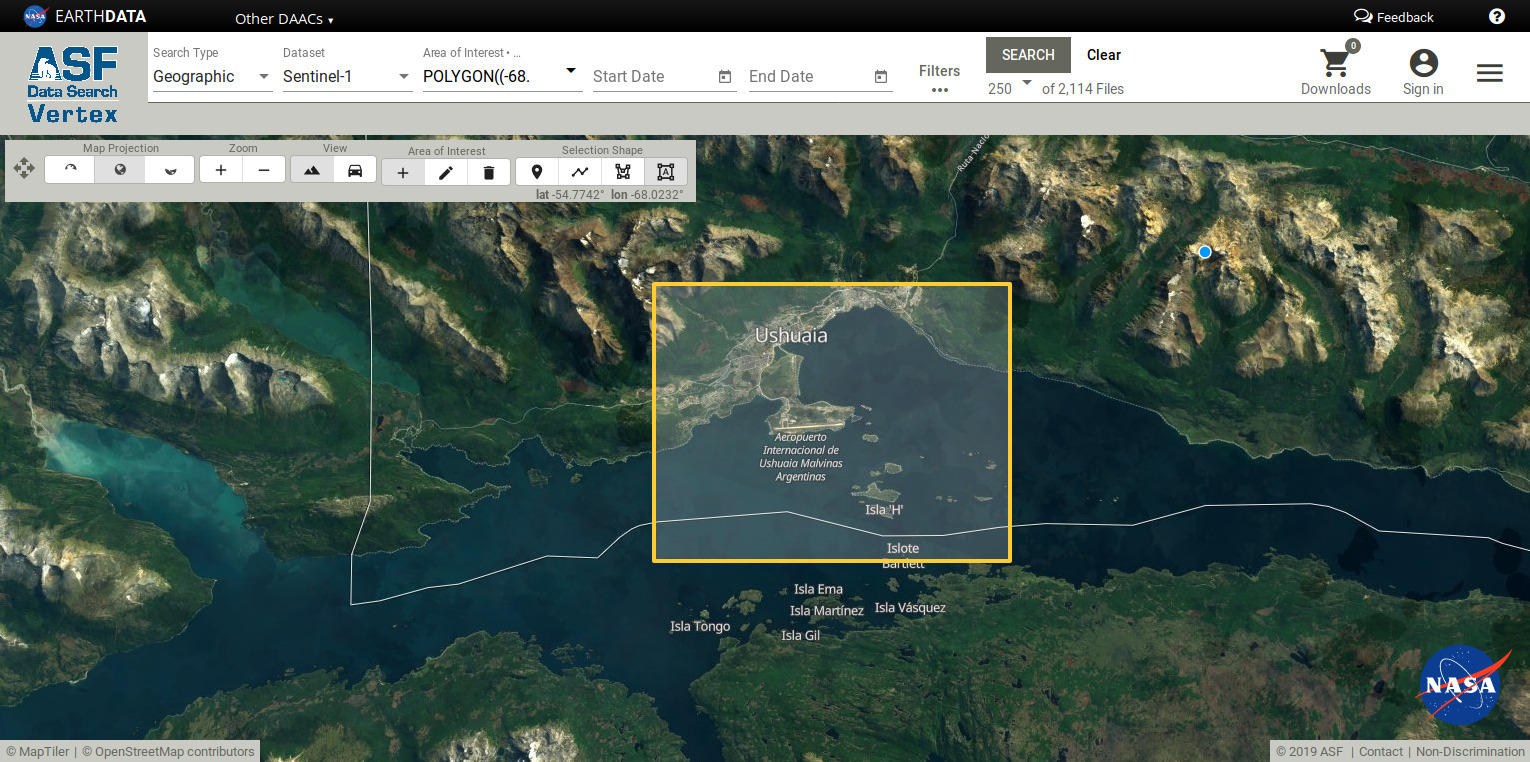 NASA EARTHDATA Other DAACs ▾ Feedback
ASF
Data Search
Vertex
Search Type Dataset Area of Interest • ...
Geographic Sentinel-1 POLYGON((-68. Start Date End Date Filters SEARCH Clear
250 of 2,114 Files
0
Downloads Sign in
Map Projection Zoom View Area of Interest Selection Shape
A
lat -54.7742° lon -68.0232°
Ushuaia
Aeropuerto
Internacional de
Ushuaia Malvinas
Argentinas
Isla 'H'
Islote
Bartlett
Isla Ema
Isla Martínez Isla Vásquez
Isla Tongo
Isla Gil
NASA
© MapTiler | © OpenStreetMap contributors
© 2019 ASF | Contact | Non-Discrimination